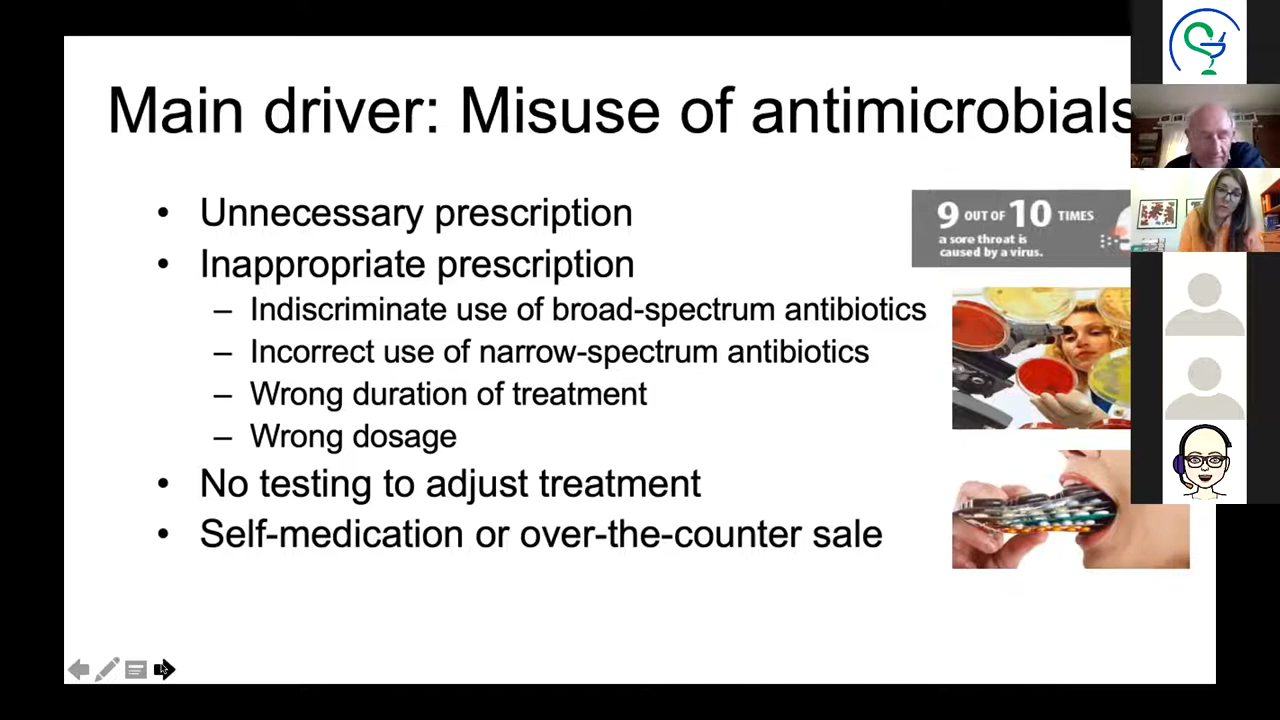 Main driver: Misuse of antimicrobials
• Unnecessary prescription
• Inappropriate prescription
– Indiscriminate use of broad-spectrum antibiotics
– Incorrect use of narrow-spectrum antibiotics
– Wrong duration of treatment
– Wrong dosage
• No testing to adjust treatment
• Self-medication or over-the-counter sale
9 OUT OF 10 TIMES
a sore throat is
caused by a virus.